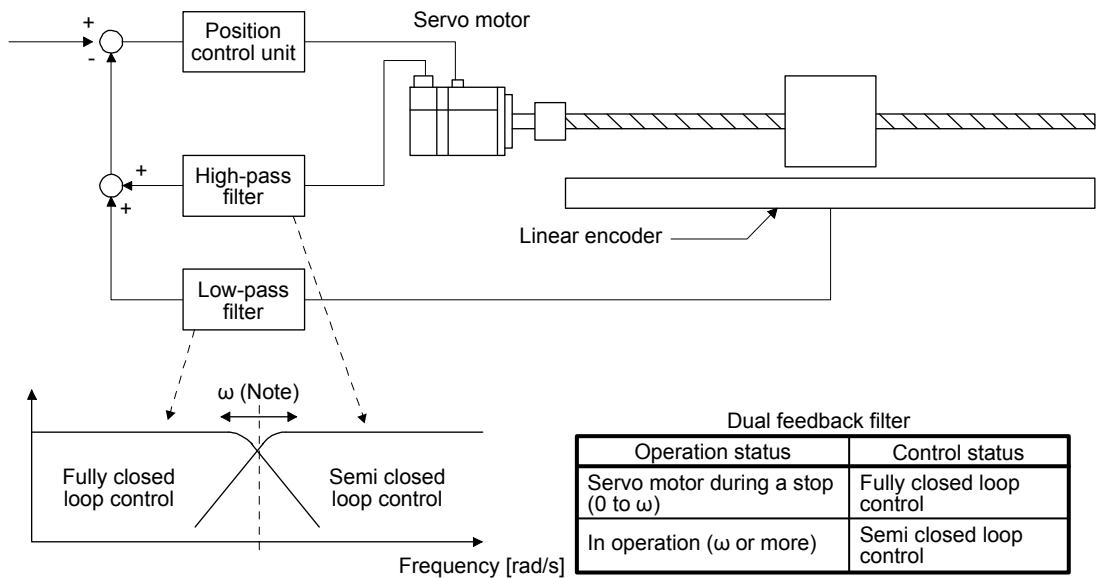 Servo motor
+
-
Position
control unit
+
+
High-pass
filter
Linear encoder
Low-pass
filter
ω (Note)
Fully closed
loop control
Semi closed
loop control
Frequency [rad/s]
Dual feedback filter
Operation status
Control status
Servo motor during a stop
(0 to ω)
Fully closed loop
control
In operation (ω or more)
Semi closed loop
control